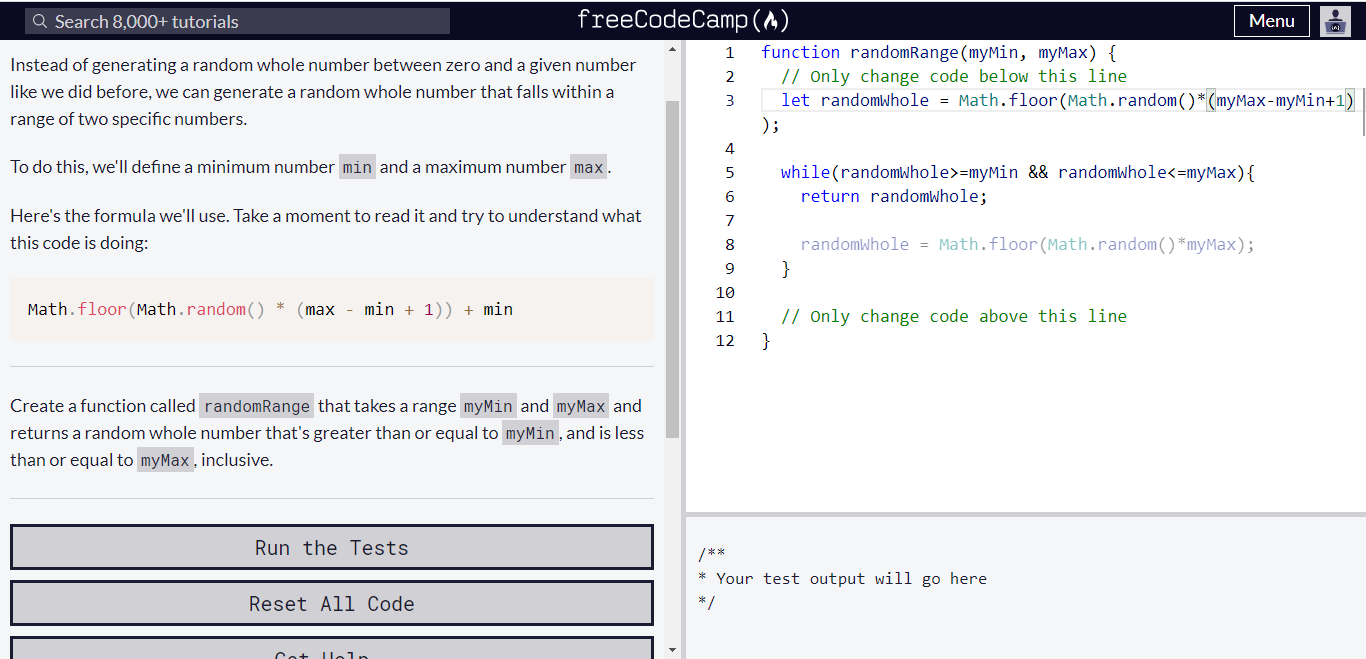 Search 8,000+ tutorials
freeCodeCamp(🔥)
Menu
Instead of generating a random whole number between zero and a given number
like we did before, we can generate a random whole number that falls within a
range of two specific numbers.
To do this, we'll define a minimum number min and a maximum number max.
Here's the formula we'll use. Take a moment to read it and try to understand what
this code is doing:
Math.floor(Math.random() * (max - min + 1)) + min
Create a function called randomRange that takes a range myMin and myMax and
returns a random whole number that's greater than or equal to myMin, and is less
than or equal to myMax, inclusive.
Run the Tests
Reset All Code
Get Help
1 function randomRange(myMin, myMax) {
2 // Only change code below this line
3 let randomWhole = Math.floor(Math.random()*(myMax-myMin+1)
);
4
5 while(randomWhole>=myMin && randomWhole<=myMax){
6 return randomWhole;
7
8 randomWhole = Math.floor(Math.random()*myMax);
9 }
10
11 // Only change code above this line
12 }
/**
* Your test output will go here
*/